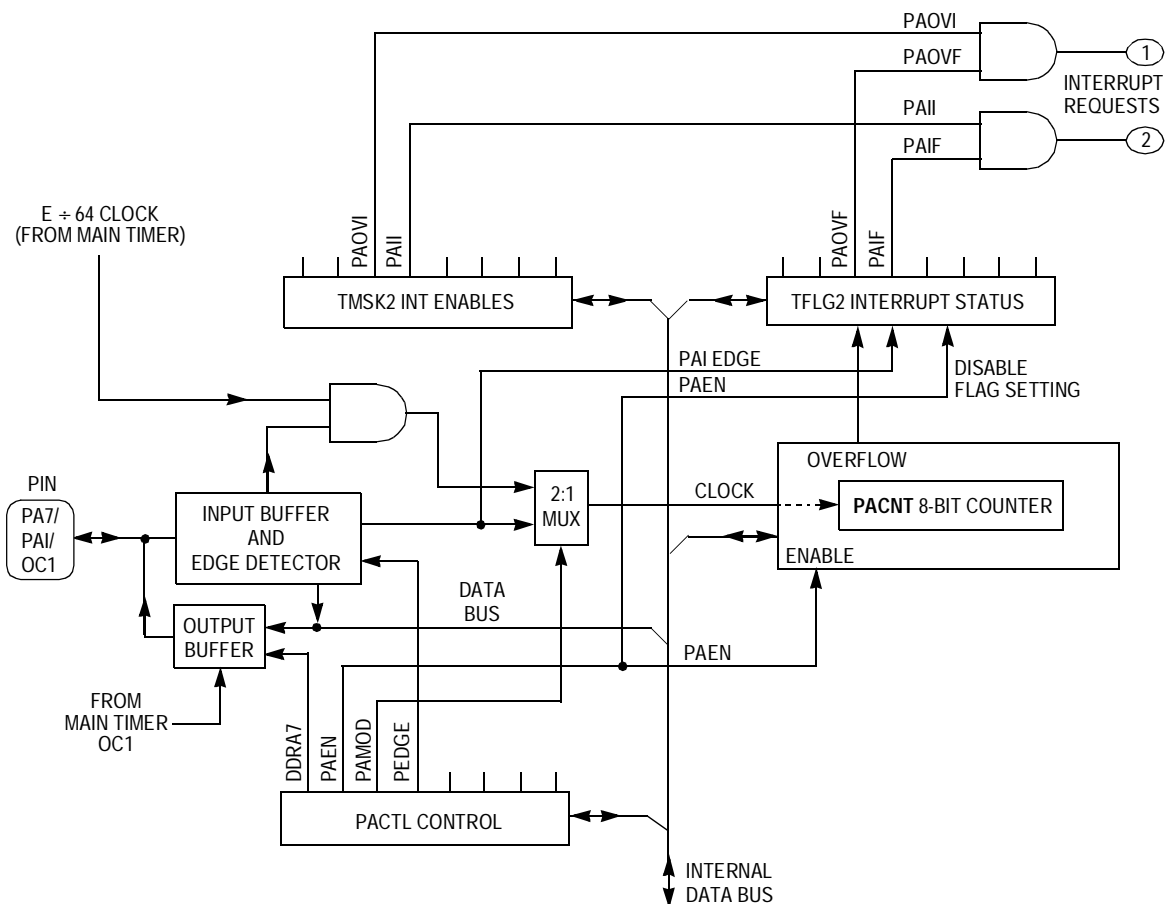 PAOVI
PAOVF
1
INTERRUPT
REQUESTS
PAII
PAIF
2
E ÷ 64 CLOCK
(FROM MAIN TIMER)
PAOVI
PAII
PAOVF
PAIF
TMSK2 INT ENABLES
TFLG2 INTERRUPT STATUS
PAI EDGE
PAEN
DISABLE
FLAG SETTING
OVERFLOW
PIN
PA7/
PAI/
OC1
INPUT BUFFER
AND
EDGE DETECTOR
2:1
MUX
CLOCK
PACNT 8-BIT COUNTER
ENABLE
DATA
BUS
OUTPUT
BUFFER
PAEN
FROM
MAIN TIMER
OC1
DDRA7
PAEN
PAMOD
PEDGE
PACTL CONTROL
INTERNAL
DATA BUS